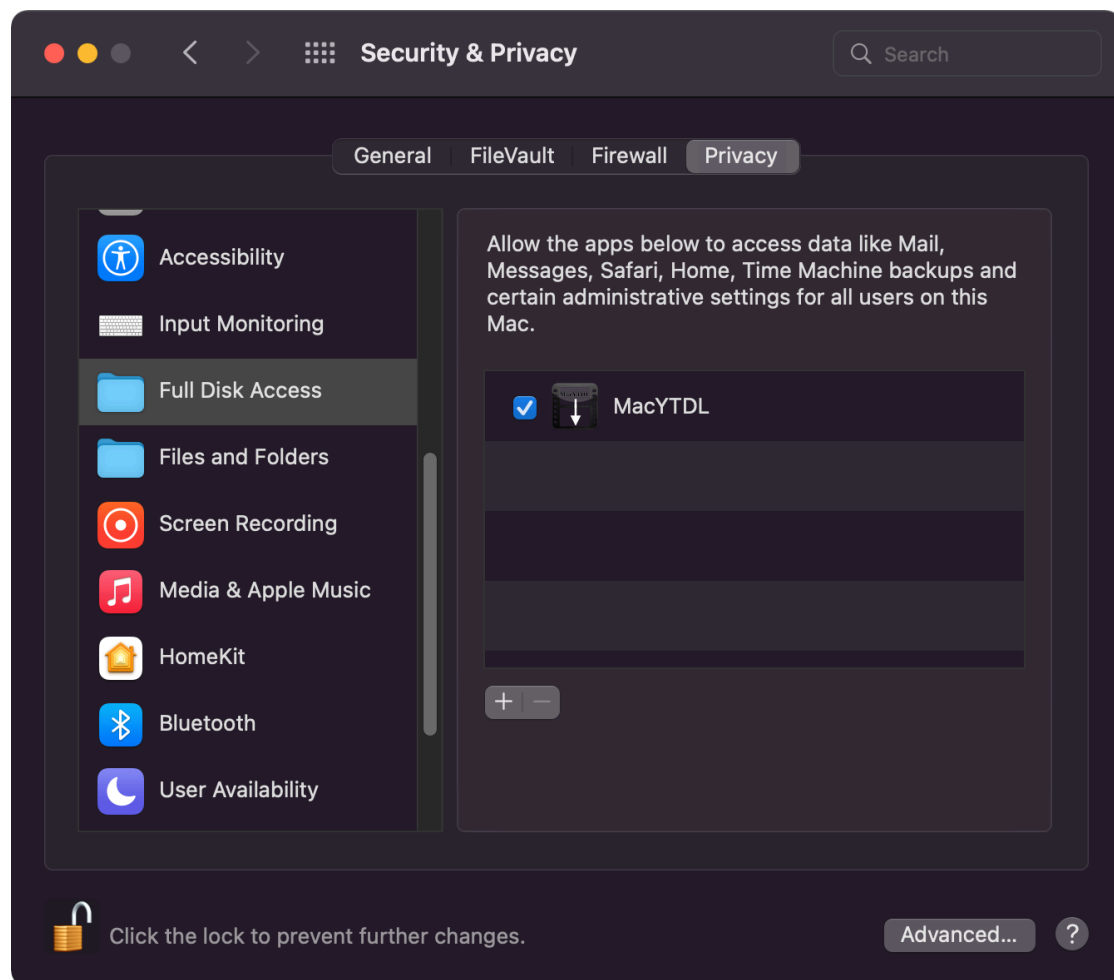 Security & Privacy
Search
General
FileVault
Firewall
Privacy
Accessibility
Input Monitoring
Full Disk Access
Files and Folders
Screen Recording
Media & Apple Music
HomeKit
Bluetooth
User Availability
Allow the apps below to access data like Mail,
Messages, Safari, Home, Time Machine backups and
certain administrative settings for all users on this
Mac.
MacYTDL
Click the lock to prevent further changes.
Advanced...
?